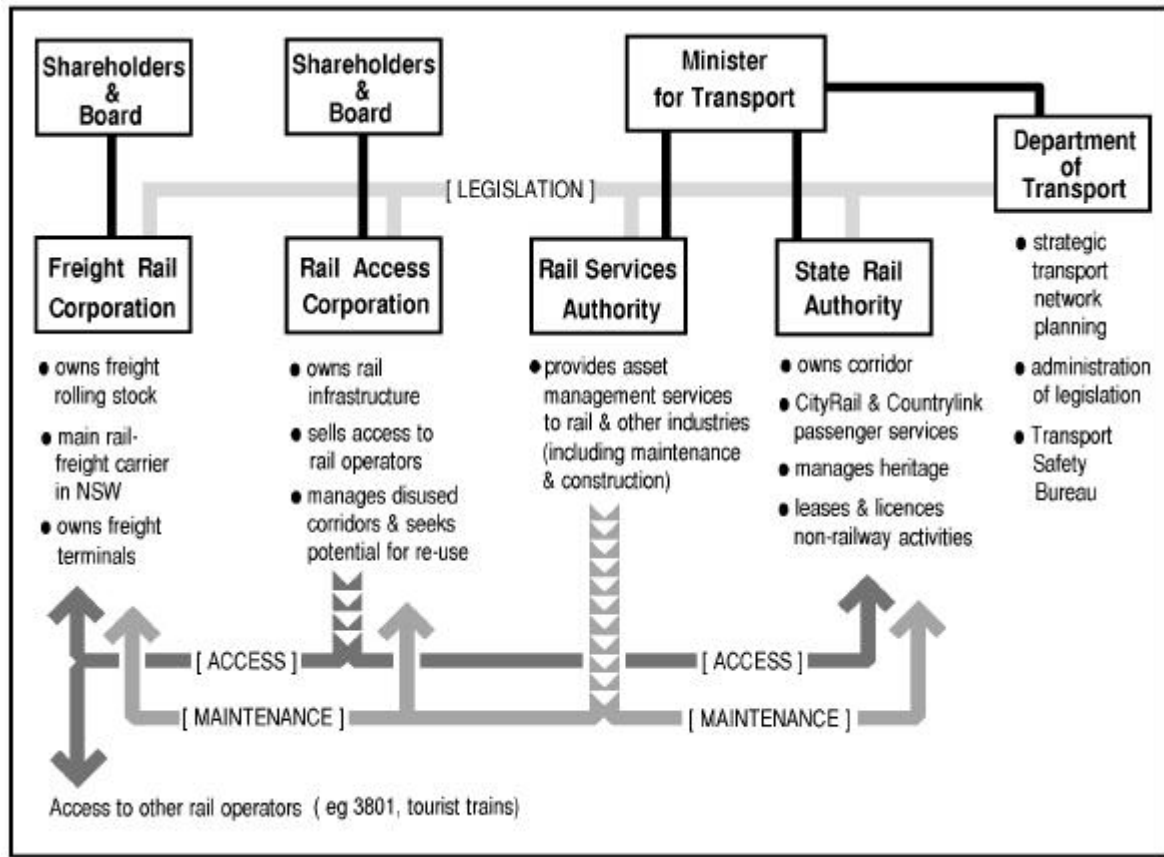 Shareholders
&
Board
Shareholders
&
Board
Minister
for Transport
Department
of
Transport
[ LEGISLATION ]
Freight Rail
Corporation
Rail Access
Corporation
Rail Services
Authority
State Rail
Authority
● owns freight
rolling stock
● main rail-
freight carrier
in NSW
● owns freight
terminals
● owns rail
infrastructure
● sells access to
rail operators
● manages disused
corridors & seeks
potential for re-use
● provides asset
management services
to rail & other industries
(including maintenance
& construction)
● owns corridor
● CityRail & Countrylink
passenger services
● manages heritage
● leases & licences
non-railway activities
● strategic
transport
network
planning
● administration
of legislation
● Transport
Safety
Bureau
[ ACCESS ]
[ ACCESS ]
[ MAINTENANCE ]
[ MAINTENANCE ]
Access to other rail operators ( eg 3801, tourist trains)